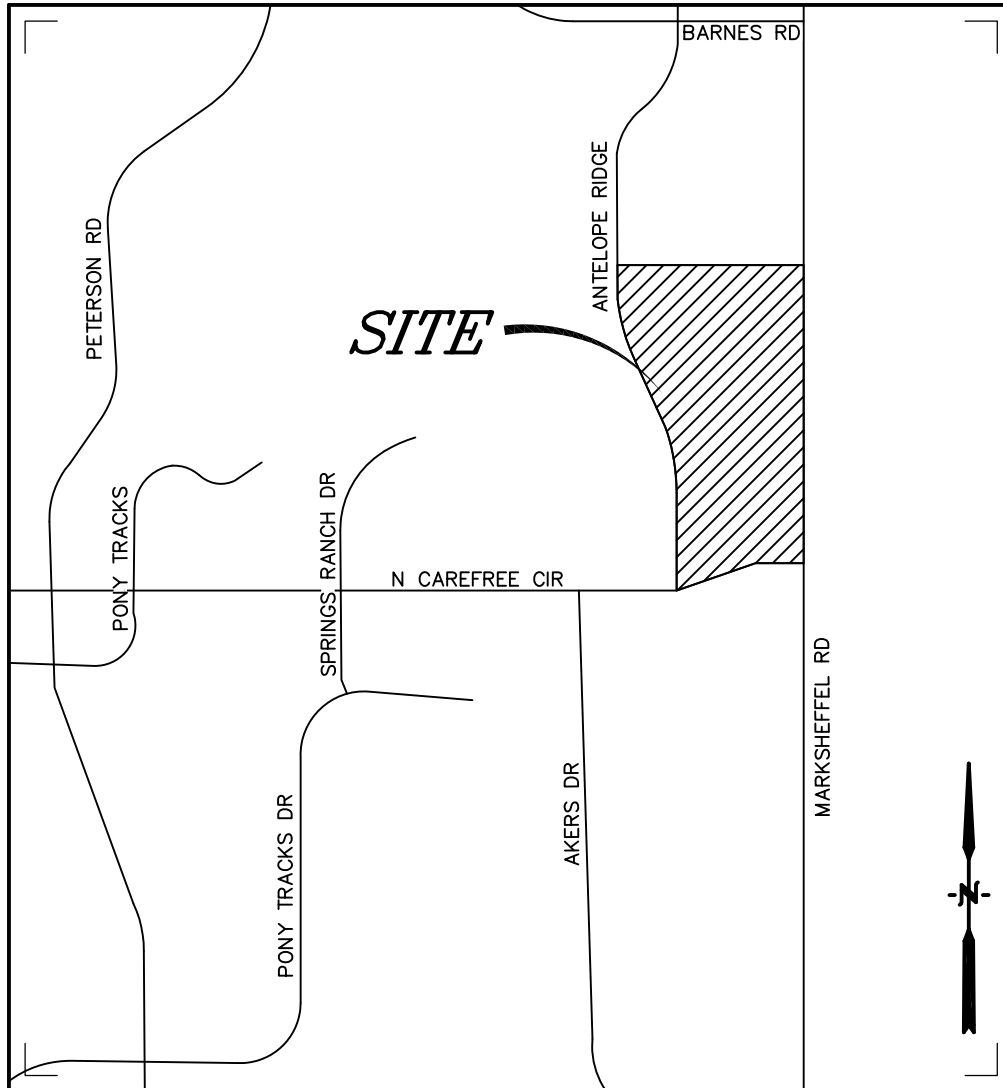 BARNES RD
ANTELOPE RIDGE
PETERSON RD
SITE
PONY TRACKS
SPRINGS RANCH DR
N CAREFREE CIR
MARKSHEFFEL RD
PONY TRACKS DR
AKERS DR
N